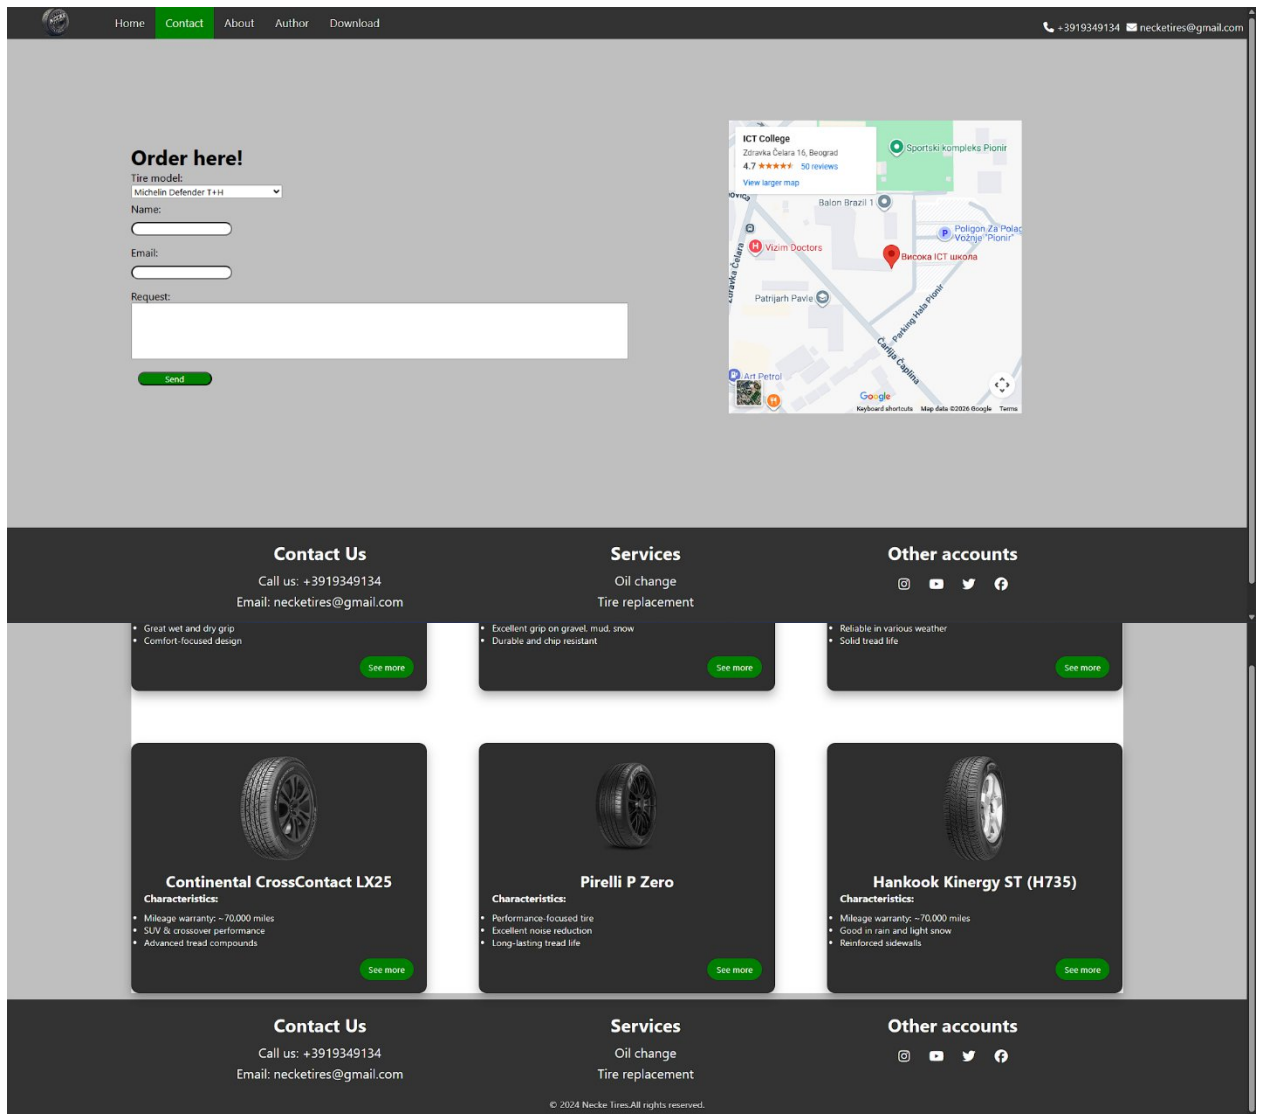 Home Contact About Author Download
+3919349134 necketires@gmail.com
Order here!
Tire model:
Michelin Defender T+H
Name:
Email:
Request:
Send
ICT College
Zdravka Čelara 16, Beograd
4.7 50 reviews
View larger map
Sportski kompleks Pionir
Balon Brazil 1
Poligon Za Polag
Vožnje "Pionir"
Vizim Doctors
Висока ICT школа
Zdravka Čelara
Patrijarh Pavle
Parking Hala Pionir
Čarlija Čaplina
Art Petrol
Google
Keyboard shortcuts Map data ©2026 Google Terms
Contact Us
Call us: +3919349134
Email: necketires@gmail.com
Services
Oil change
Tire replacement
Other accounts
Great wet and dry grip
Comfort-focused design
See more
Excellent grip on gravel, mud, snow
Durable and chip resistant
See more
Reliable in various weather
Solid tread life
See more
Continental CrossContact LX25
Characteristics:
Mileage warranty: ~70,000 miles
SUV & crossover performance
Advanced tread compounds
See more
Pirelli P Zero
Characteristics:
Performance-focused tire
Excellent noise reduction
Long-lasting tread life
See more
Hankook Kinergy ST (H735)
Characteristics:
Mileage warranty: ~70,000 miles
Good in rain and light snow
Reinforced sidewalls
See more
Contact Us
Call us: +3919349134
Email: necketires@gmail.com
Services
Oil change
Tire replacement
Other accounts
© 2024 Necke Tires.All rights reserved.